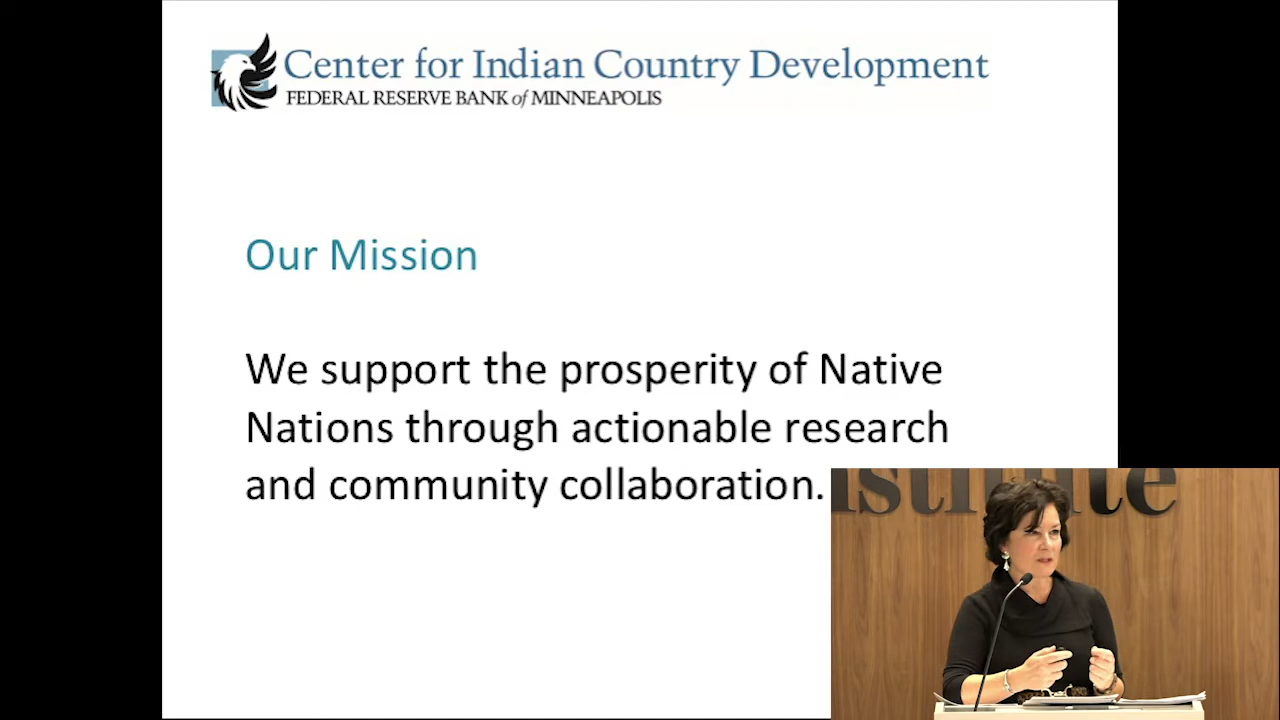 Center for Indian Country Development
FEDERAL RESERVE BANK of MINNEAPOLIS
Our Mission
We support the prosperity of Native
Nations through actionable research
and community collaboration.